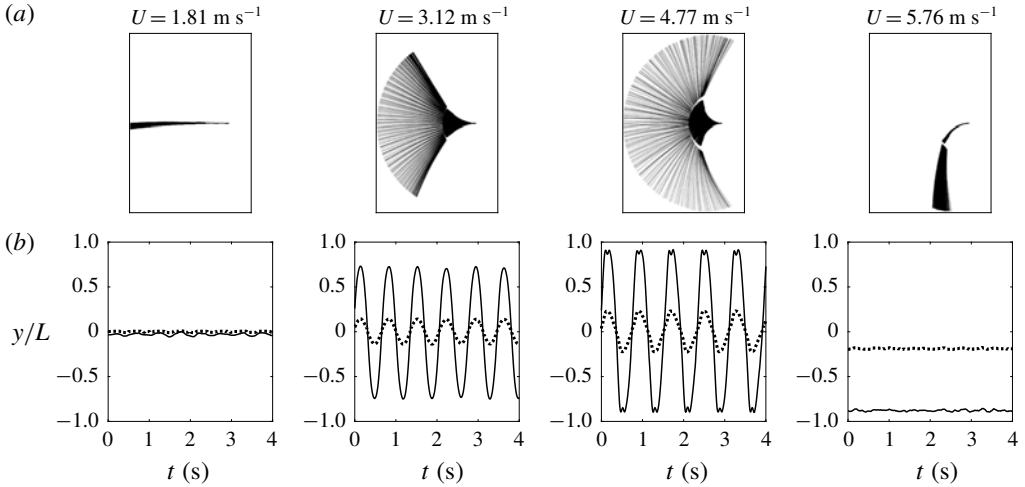 (a)
U = 1.81 m s⁻¹ U = 3.12 m s⁻¹ U = 4.77 m s⁻¹ U = 5.76 m s⁻¹
(b)
1.0 1.0 1.0 1.0
0.5 0.5 0.5 0.5
y/L 0 0 0 0
−0.5 −0.5 −0.5 −0.5
−1.0 −1.0 −1.0 −1.0
0 1 2 3 4 0 1 2 3 4 0 1 2 3 4 0 1 2 3 4
t (s) t (s) t (s) t (s)